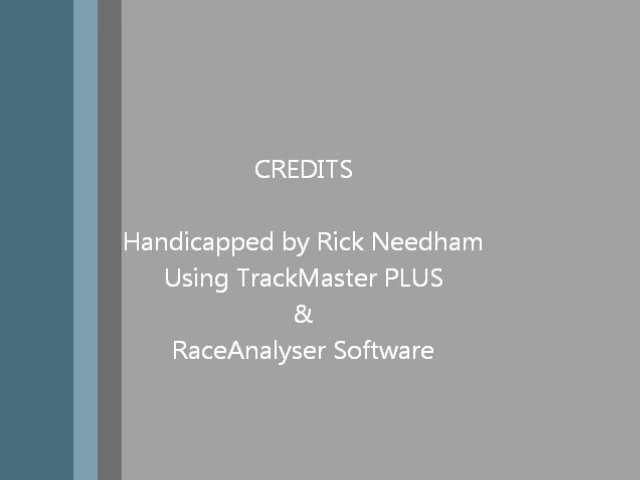 CREDITS
Handicapped by Rick Needham
Using TrackMaster PLUS
&
RaceAnalyser Software